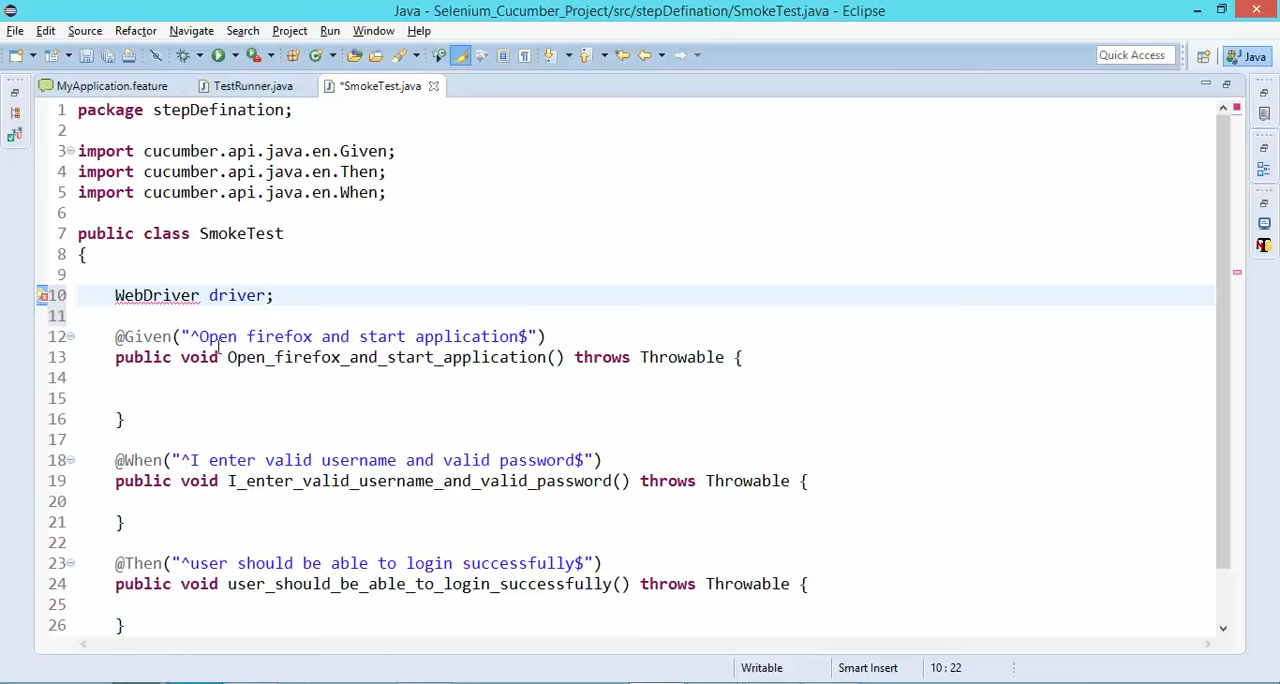 Java - Selenium_Cucumber_Project/src/stepDefination/SmokeTest.java - Eclipse
File Edit Source Refactor Navigate Search Project Run Window Help
Quick Access Java
MyApplication.feature TestRunner.java *SmokeTest.java
1 package stepDefination;
2
3 import cucumber.api.java.en.Given;
4 import cucumber.api.java.en.Then;
5 import cucumber.api.java.en.When;
6
7 public class SmokeTest
8 {
9
10 WebDriver driver;
11
12 @Given("^Open firefox and start application$")
13 public void Open_firefox_and_start_application() throws Throwable {
14
15
16 }
17
18 @When("^I enter valid username and valid password$")
19 public void I_enter_valid_username_and_valid_password() throws Throwable {
20
21 }
22
23 @Then("^user should be able to login successfully$")
24 public void user_should_be_able_to_login_successfully() throws Throwable {
25
26 }
Writable Smart Insert 10 : 22